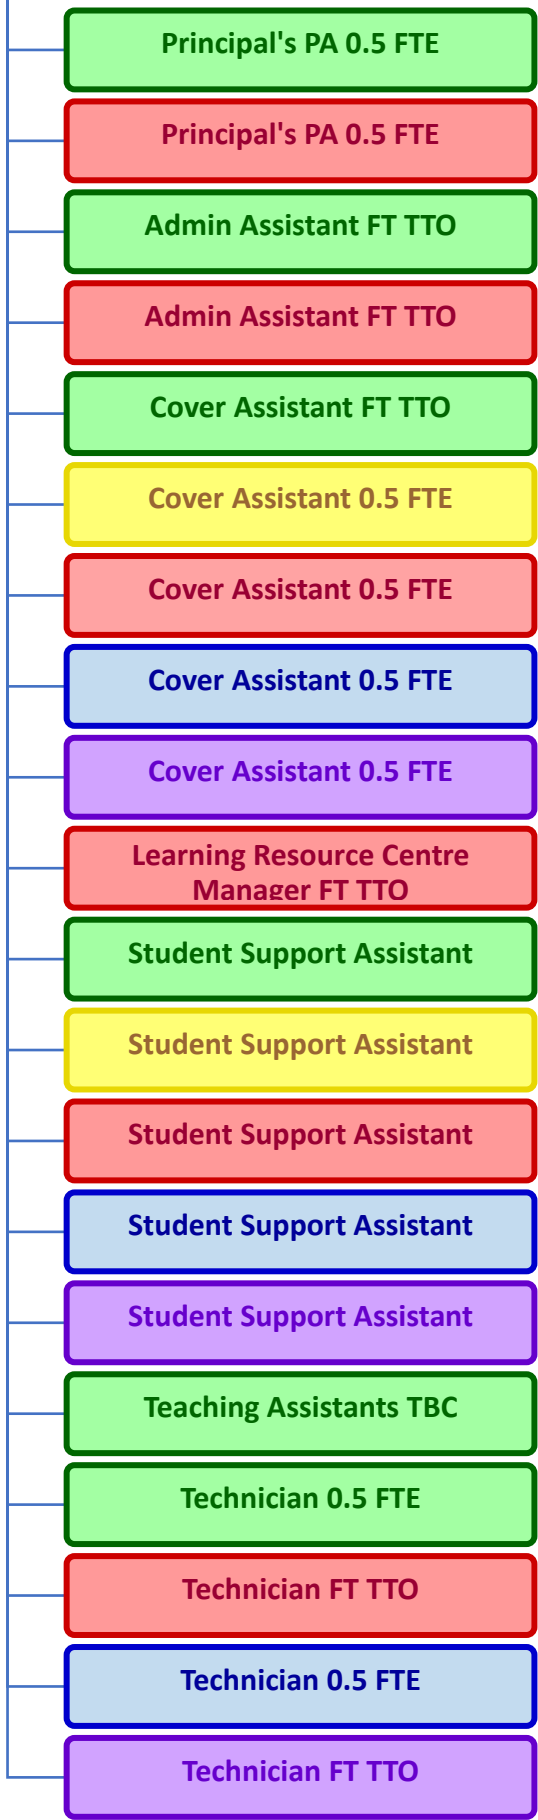 Principal's PA 0.5 FTE
Principal's PA 0.5 FTE
Admin Assistant FT TTO
Admin Assistant FT TTO
Cover Assistant FT TTO
Cover Assistant 0.5 FTE
Cover Assistant 0.5 FTE
Cover Assistant 0.5 FTE
Cover Assistant 0.5 FTE
Learning Resource Centre
Manager FT TTO
Student Support Assistant
Student Support Assistant
Student Support Assistant
Student Support Assistant
Student Support Assistant
Teaching Assistants TBC
Technician 0.5 FTE
Technician FT TTO
Technician 0.5 FTE
Technician FT TTO